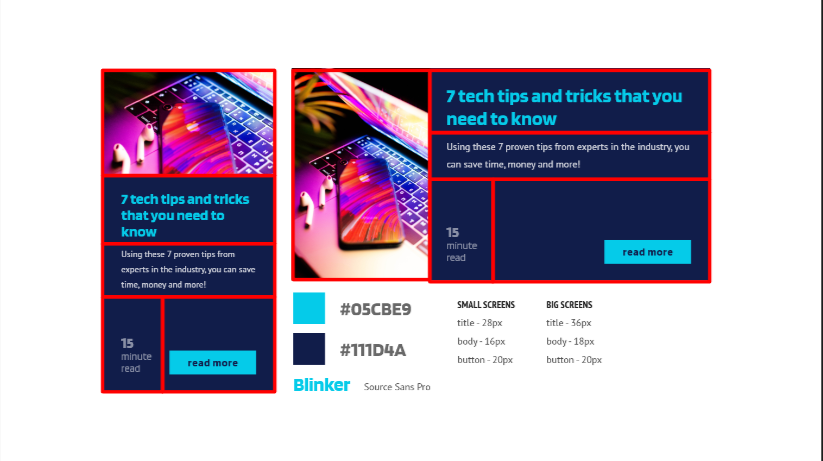 7 tech tips and tricks
that you need to
know
Using these 7 proven tips from
experts in the industry, you can save
time, money and more!
15
minute
read
read more
7 tech tips and tricks that you
need to know
Using these 7 proven tips from experts in the industry, you
can save time, money and more!
15
minute
read
read more
#05CBE9
#111D4A
Blinker Source Sans Pro
SMALL SCREENS
title - 28px
body - 16px
button - 20px
BIG SCREENS
title - 36px
body - 18px
button - 20px